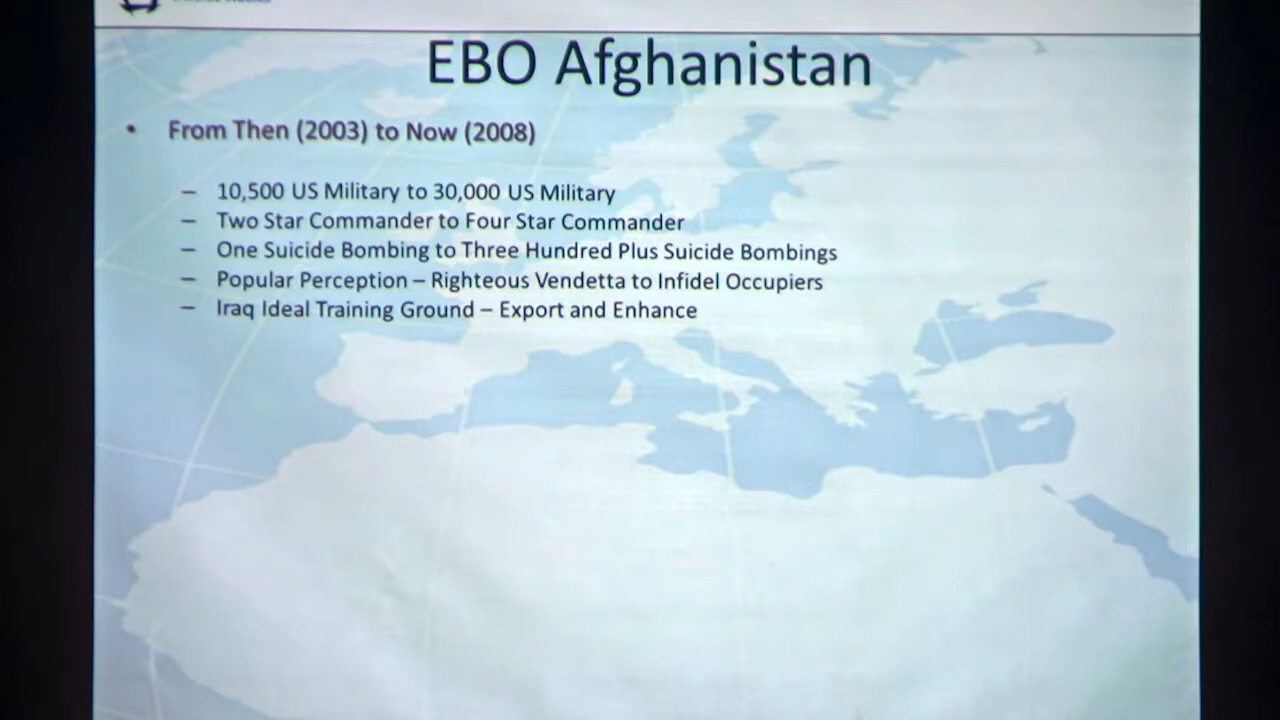 EBO Afghanistan
• From Then (2003) to Now (2008)
– 10,500 US Military to 30,000 US Military
– Two Star Commander to Four Star Commander
– One Suicide Bombing to Three Hundred Plus Suicide Bombings
– Popular Perception – Righteous Vendetta to Infidel Occupiers
– Iraq Ideal Training Ground – Export and Enhance